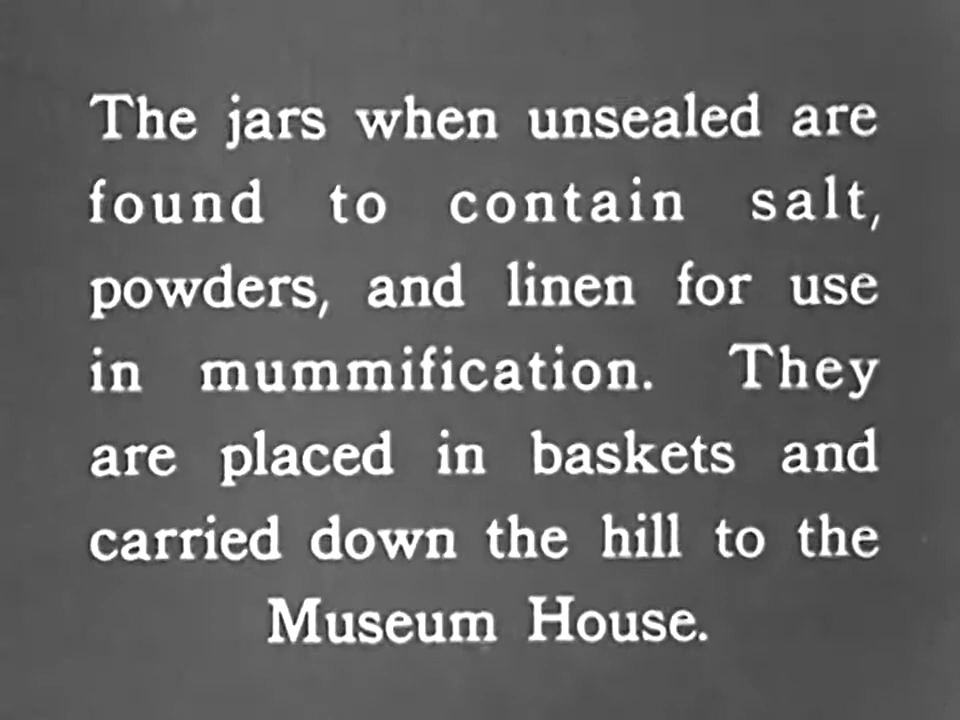 The jars when unsealed are
found to contain salt,
powders, and linen for use
in mummification. They
are placed in baskets and
carried down the hill to the
Museum House.